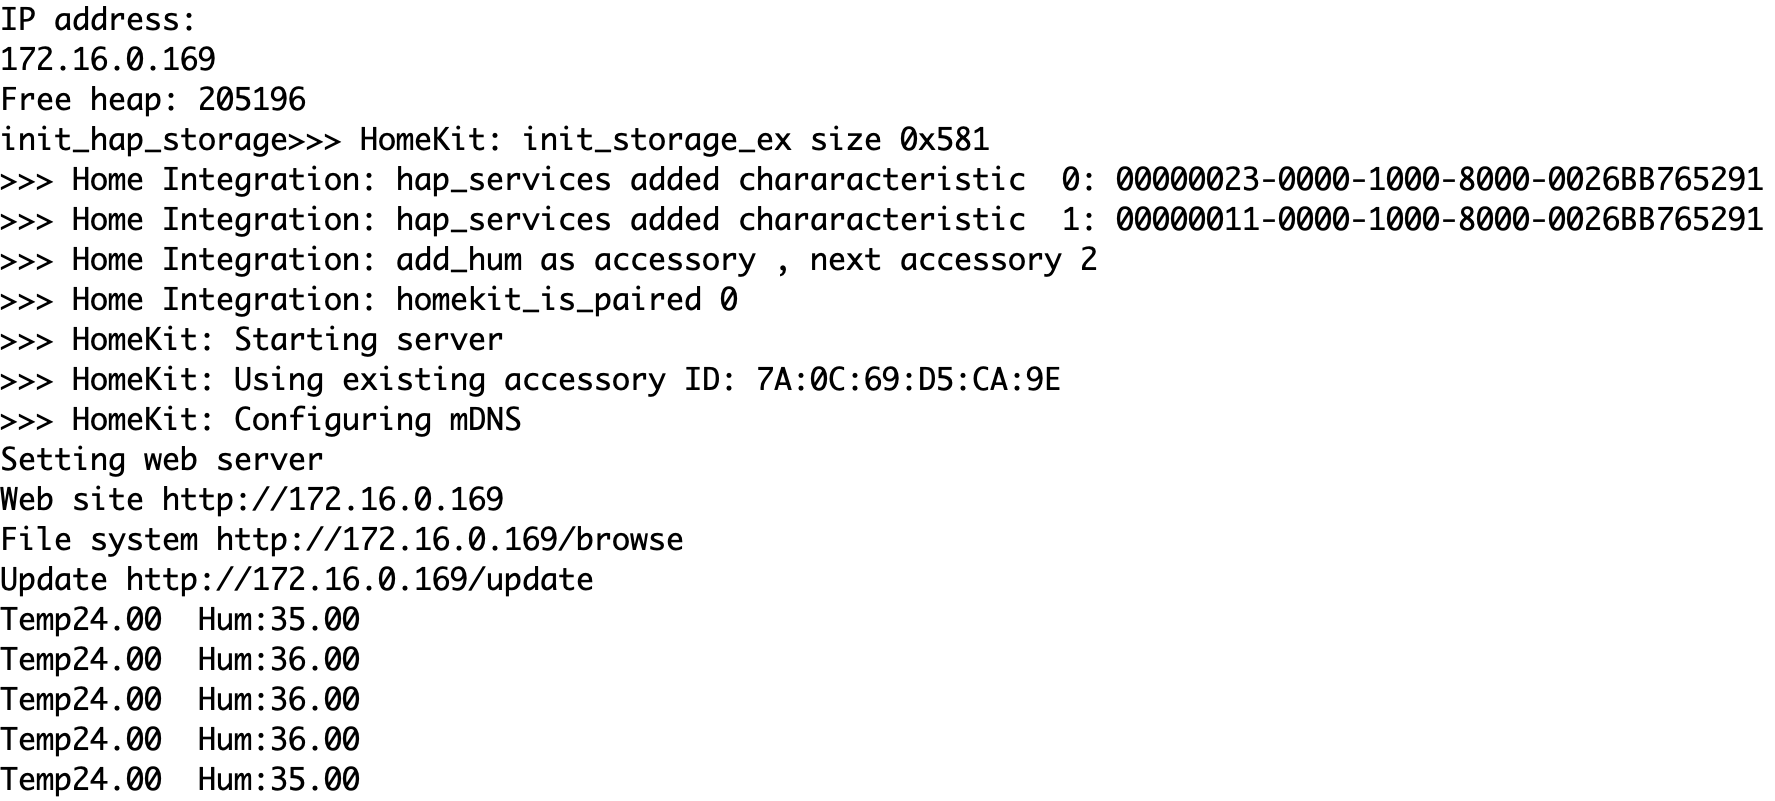 IP address:
172.16.0.169
Free heap: 205196
init_hap_storage>>> HomeKit: init_storage_ex size 0x581
>>> Home Integration: hap_services added chararacteristic  0: 00000023-0000-1000-8000-0026BB765291
>>> Home Integration: hap_services added chararacteristic  1: 00000011-0000-1000-8000-0026BB765291
>>> Home Integration: add_hum as accessory , next accessory 2
>>> Home Integration: homekit_is_paired 0
>>> HomeKit: Starting server
>>> HomeKit: Using existing accessory ID: 7A:0C:69:D5:CA:9E
>>> HomeKit: Configuring mDNS
Setting web server
Web site http://172.16.0.169
File system http://172.16.0.169/browse
Update http://172.16.0.169/update
Temp24.00  Hum:35.00
Temp24.00  Hum:36.00
Temp24.00  Hum:36.00
Temp24.00  Hum:36.00
Temp24.00  Hum:35.00